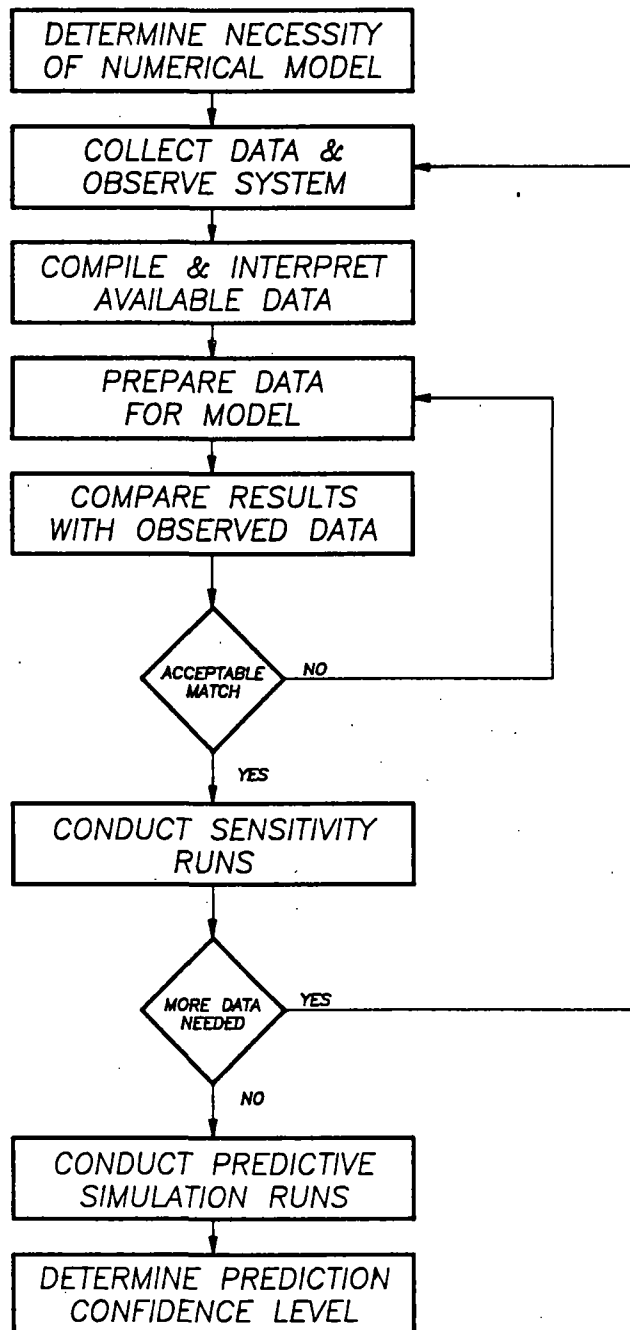 DETERMINE NECESSITY
OF NUMERICAL MODEL
COLLECT DATA &
OBSERVE SYSTEM
COMPILE & INTERPRET
AVAILABLE DATA
PREPARE DATA
FOR MODEL
COMPARE RESULTS
WITH OBSERVED DATA
ACCEPTABLE
MATCH
NO
YES
CONDUCT SENSITIVITY
RUNS
MORE DATA
NEEDED
YES
NO
CONDUCT PREDICTIVE
SIMULATION RUNS
DETERMINE PREDICTION
CONFIDENCE LEVEL